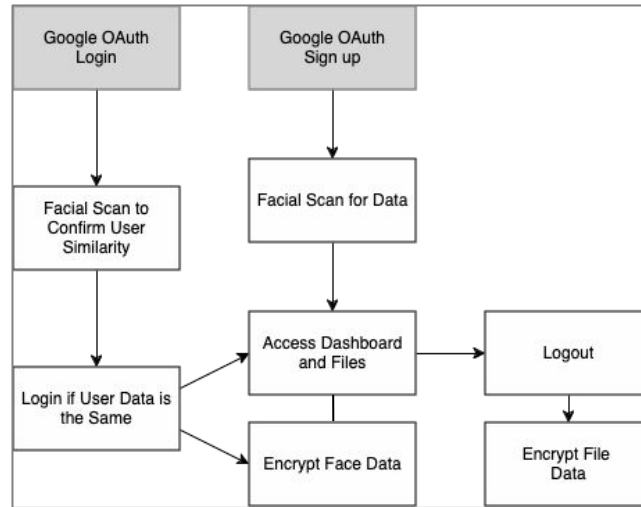 Google OAuth
Login
Google OAuth
Sign up
Facial Scan to
Confirm User
Similarity
Facial Scan for Data
Login if User Data is
the Same
Access Dashboard
and Files
Logout
Encrypt Face Data
Encrypt File
Data